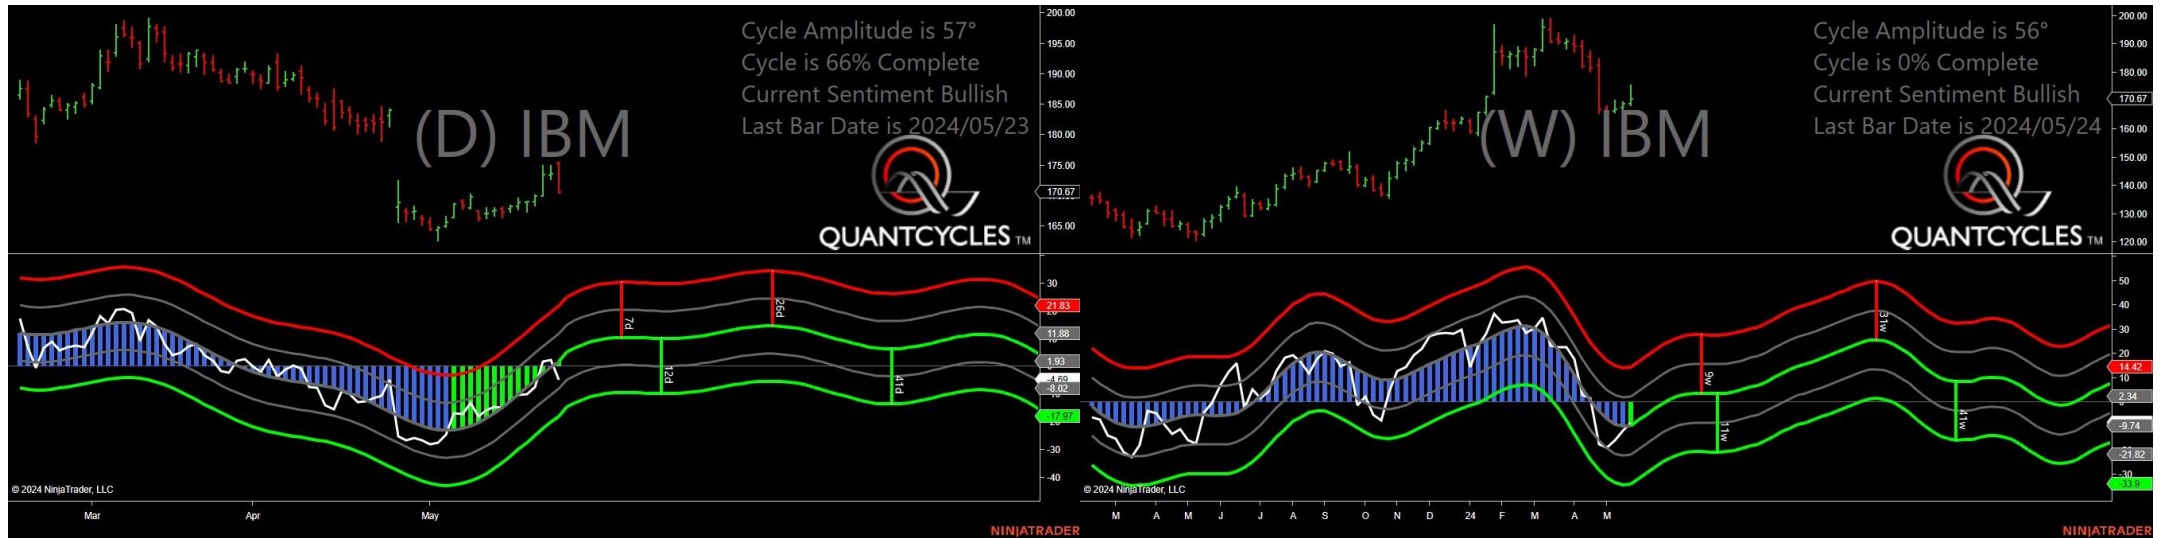 Cycle Amplitude is 57°
Cycle is 66% Complete
Current Sentiment Bullish
Last Bar Date is 2024/05/23
(D) IBM
QUANTCYCLES TM
200.00
195.00
190.00
185.00
180.00
175.00
170.67
165.00
30
21.83
11.88
1.93
-4.69
-8.02
-17.97
-30
-40
7d
12d
26d
41d
© 2024 NinjaTrader, LLC
Mar Apr May
NINJATRADER
Cycle Amplitude is 56°
Cycle is 0% Complete
Current Sentiment Bullish
Last Bar Date is 2024/05/24
(W) IBM
QUANTCYCLES TM
200.00
190.00
180.00
170.67
160.00
150.00
140.00
130.00
120.00
50
40
30
20
14.42
10
2.34
-9.74
-21.82
-30
-33.9
9w
11w
31w
41w
© 2024 NinjaTrader, LLC
M A M J J A S O N D 24 F M A M
NINJATRADER